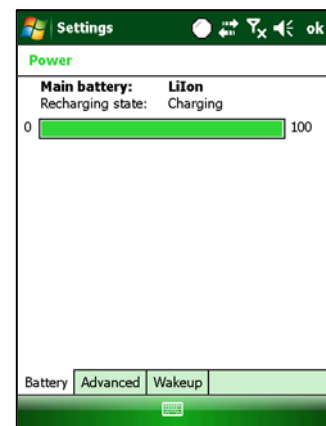 Settings ok
Power
Main battery: LiIon
Recharging state: Charging
0 100
Battery Advanced Wakeup